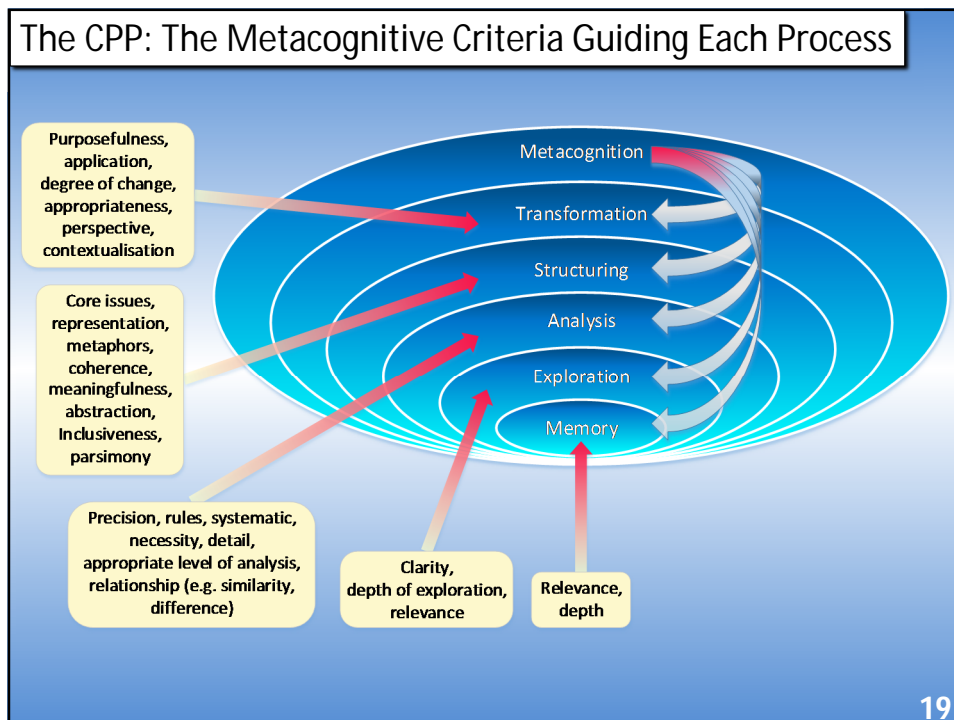 The CPP: The Metacognitive Criteria Guiding Each Process
Purposefulness,
application,
degree of change,
appropriateness,
perspective,
contextualisation
Core issues,
representation,
metaphors,
coherence,
meaningfulness,
abstraction,
Inclusiveness,
parsimony
Precision, rules, systematic,
necessity, detail,
appropriate level of analysis,
relationship (e.g. similarity,
difference)
Clarity,
depth of exploration,
relevance
Relevance,
depth
Metacognition
Transformation
Structuring
Analysis
Exploration
Memory
19